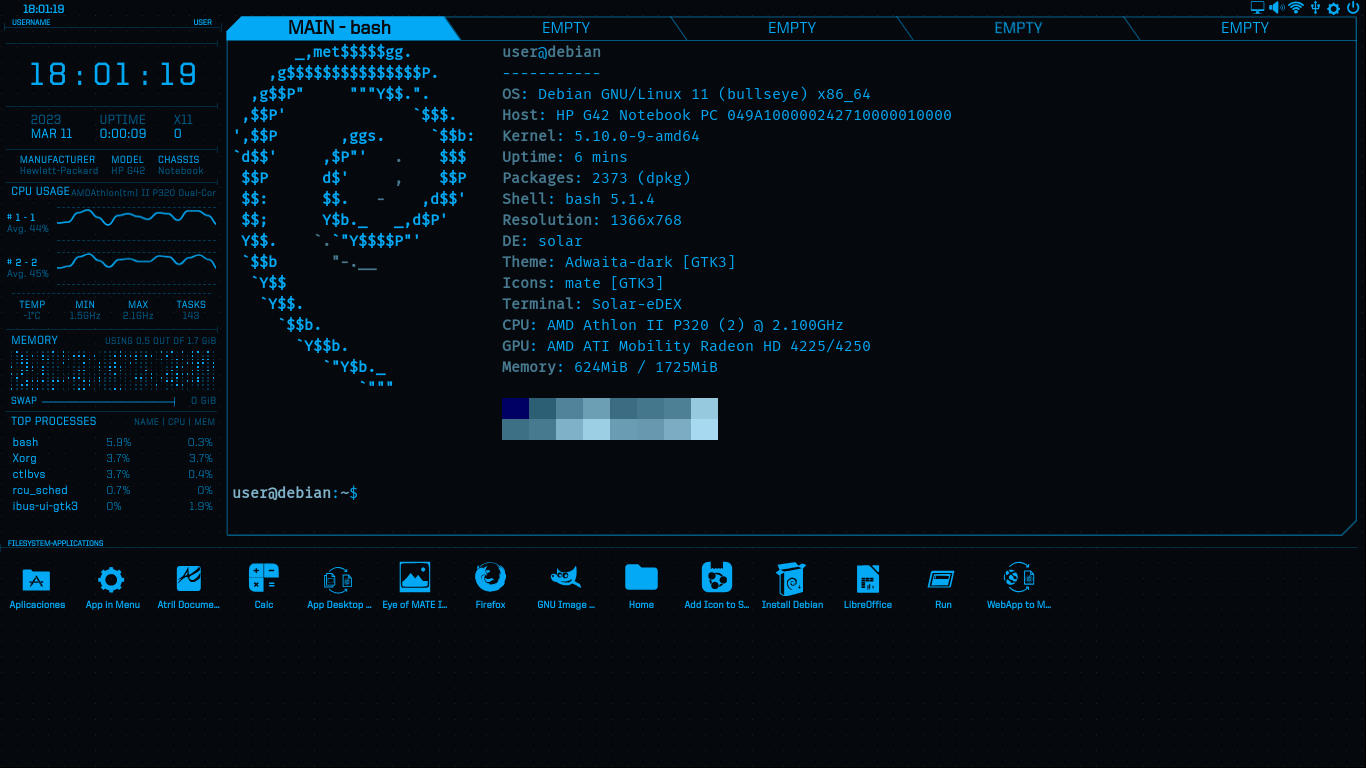 18:01:19
USERNAME USER
18:01:19
2023 UPTIME X11
MAR 11 0:00:09 0
MANUFACTURER MODEL CHASSIS
Hewlett-Packard HP G42 Notebook
CPU USAGE AMDAthlon(tm) II P320 Dual-Cor
# 1 - 1
Avg. 44%
# 2 - 2
Avg. 45%
TEMP MIN MAX TASKS
-1°C 1.5GHz 2.1GHz 143
MEMORY USING 0.5 OUT OF 1.7 GiB
SWAP 0 GiB
TOP PROCESSES NAME | CPU | MEM
bash 5.9% 0.3%
Xorg 3.7% 3.7%
ctlbvs 3.7% 0.4%
rcu_sched 0.7% 0%
ibus-ui-gtk3 0% 1.9%
MAIN - bash EMPTY EMPTY EMPTY EMPTY
user@debian
-----------
OS: Debian GNU/Linux 11 (bullseye) x86_64
Host: HP G42 Notebook PC 049A100000242710000010000
Kernel: 5.10.0-9-amd64
Uptime: 6 mins
Packages: 2373 (dpkg)
Shell: bash 5.1.4
Resolution: 1366x768
DE: solar
Theme: Adwaita-dark [GTK3]
Icons: mate [GTK3]
Terminal: Solar-eDEX
CPU: AMD Athlon II P320 (2) @ 2.100GHz
GPU: AMD ATI Mobility Radeon HD 4225/4250
Memory: 624MiB / 1725MiB
user@debian:~$
FILESYSTEM-APPLICATIONS
Aplicaciones App in Menu Atril Docume... Calc App Desktop ... Eye of MATE I... Firefox GNU Image ... Home Add Icon to S... Install Debian LibreOffice Run WebApp to M...